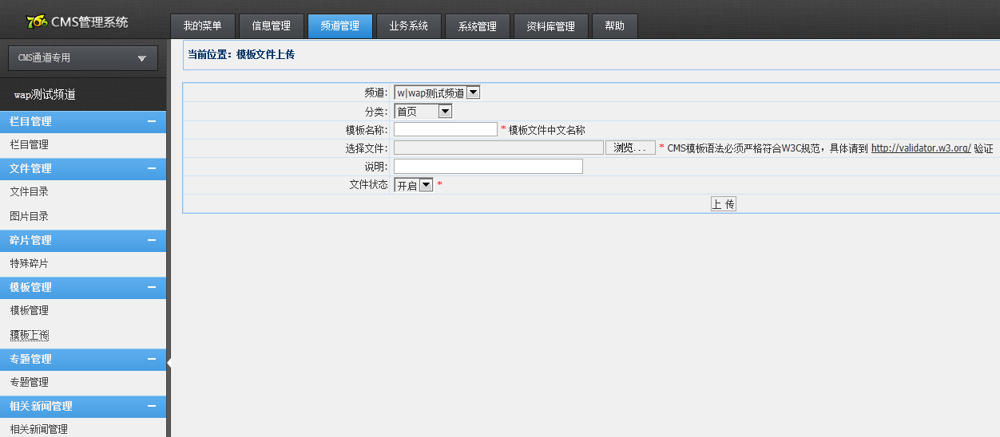 766 CMS管理系统
我的菜单 信息管理 频道管理 业务系统 系统管理 资料库管理 帮助
CMS通道专用
wap测试频道
栏目管理
栏目管理
文件管理
文件目录
图片目录
碎片管理
特殊碎片
模板管理
模板管理
模板上传
专题管理
专题管理
相关新闻管理
相关新闻管理
当前位置：模板文件上传
频道: w|wap测试频道
分类: 首页
模板名称: * 模板文件中文名称
选择文件: 浏览... * CMS模板语法必须严格符合W3C规范，具体请到 http://validator.w3.org/ 验证
说明:
文件状态 开启 *
上 传